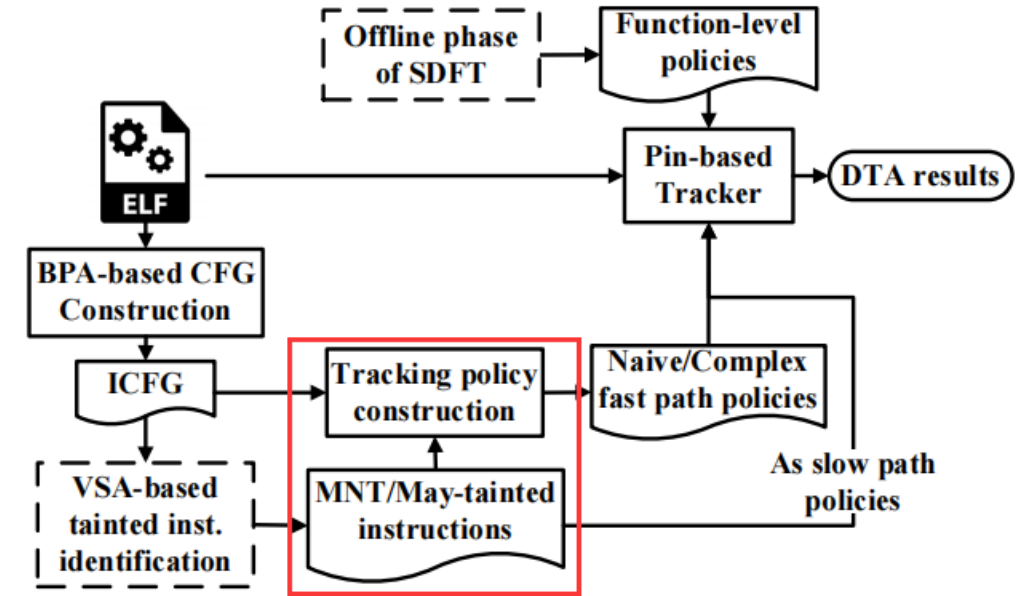 Offline phase
of SDFT
Function-level
policies
ELF
Pin-based
Tracker
DTA results
BPA-based CFG
Construction
ICFG
Tracking policy
construction
Naive/Complex
fast path policies
VSA-based
tainted inst.
identification
MNT/May-tainted
instructions
As slow path
policies